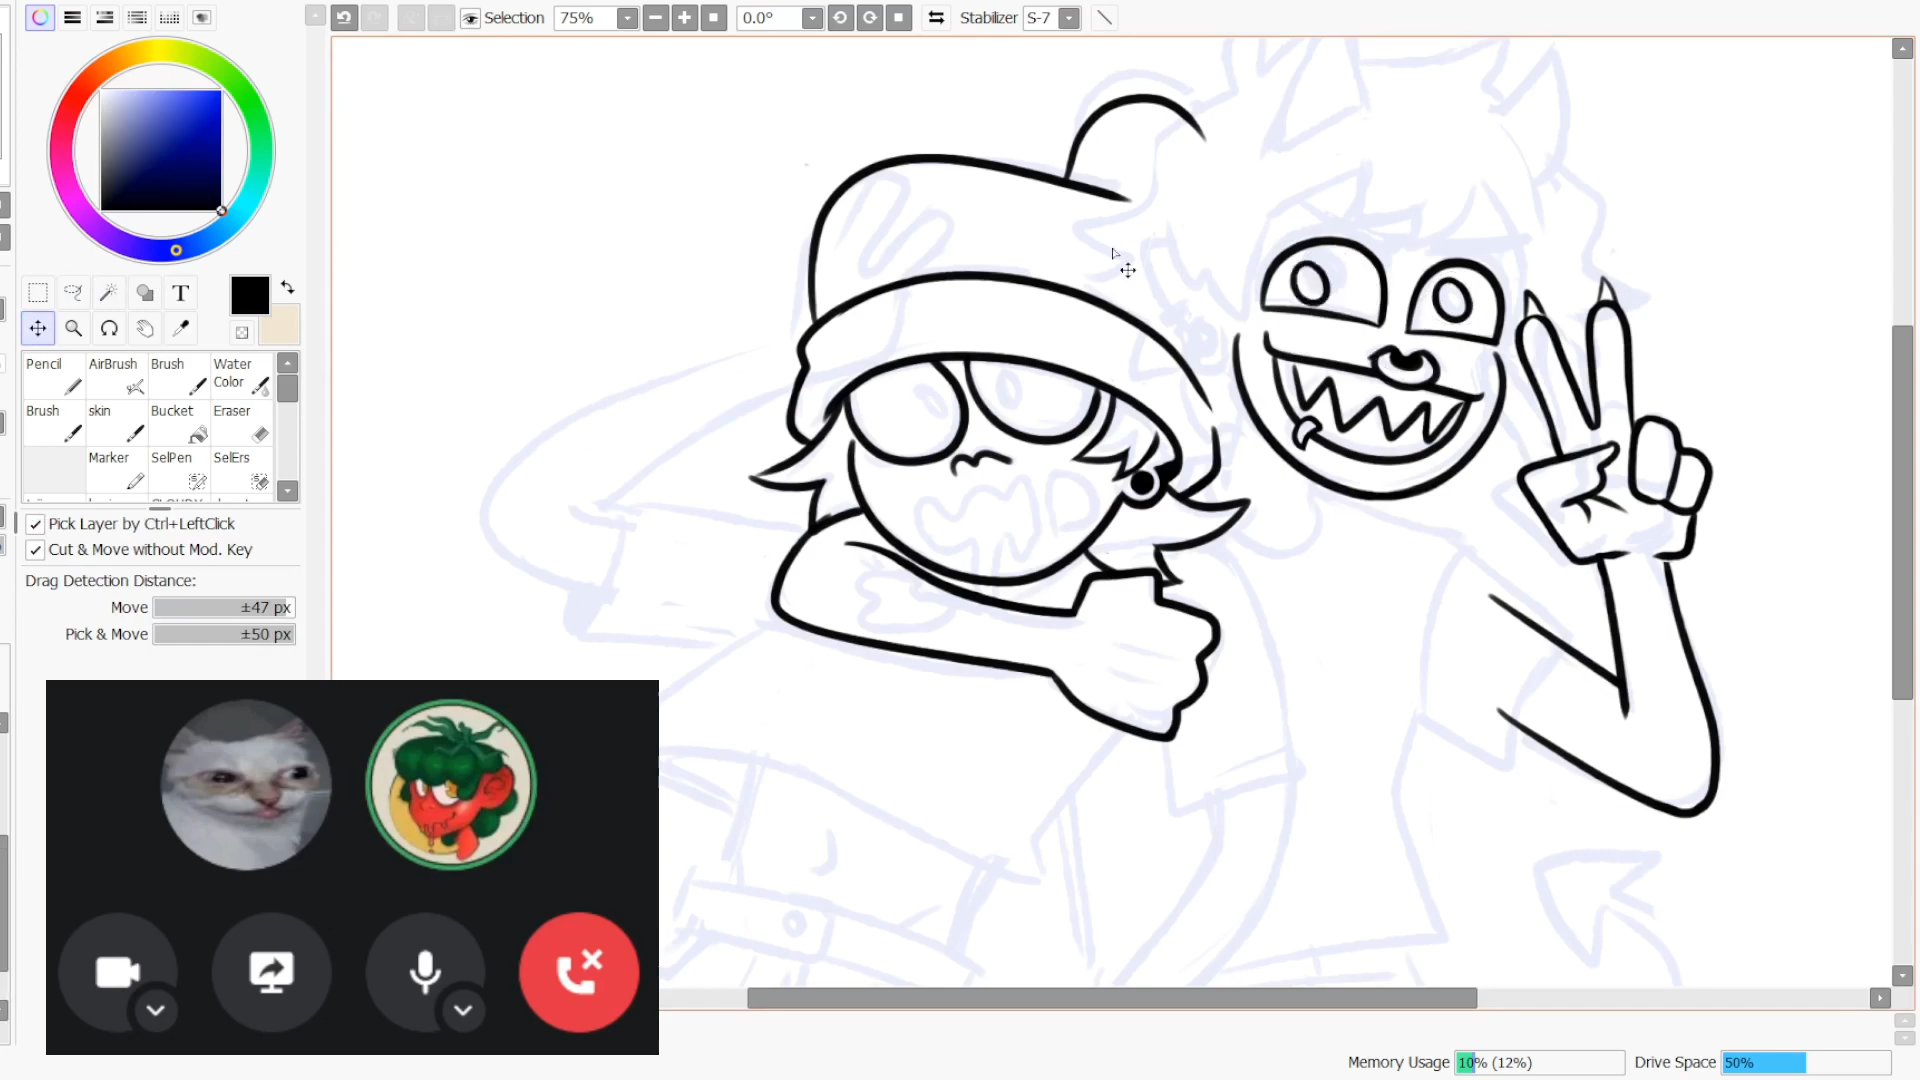 Selection 75% 0.0° Stabilizer S-7
T
Pencil AirBrush Brush Water Color
Brush skin Bucket Eraser
Marker SelPen SelErs
Pick Layer by Ctrl+LeftClick
Cut & Move without Mod. Key
Drag Detection Distance:
Move ±47 px
Pick & Move ±50 px
Memory Usage 10% (12%) Drive Space 50%